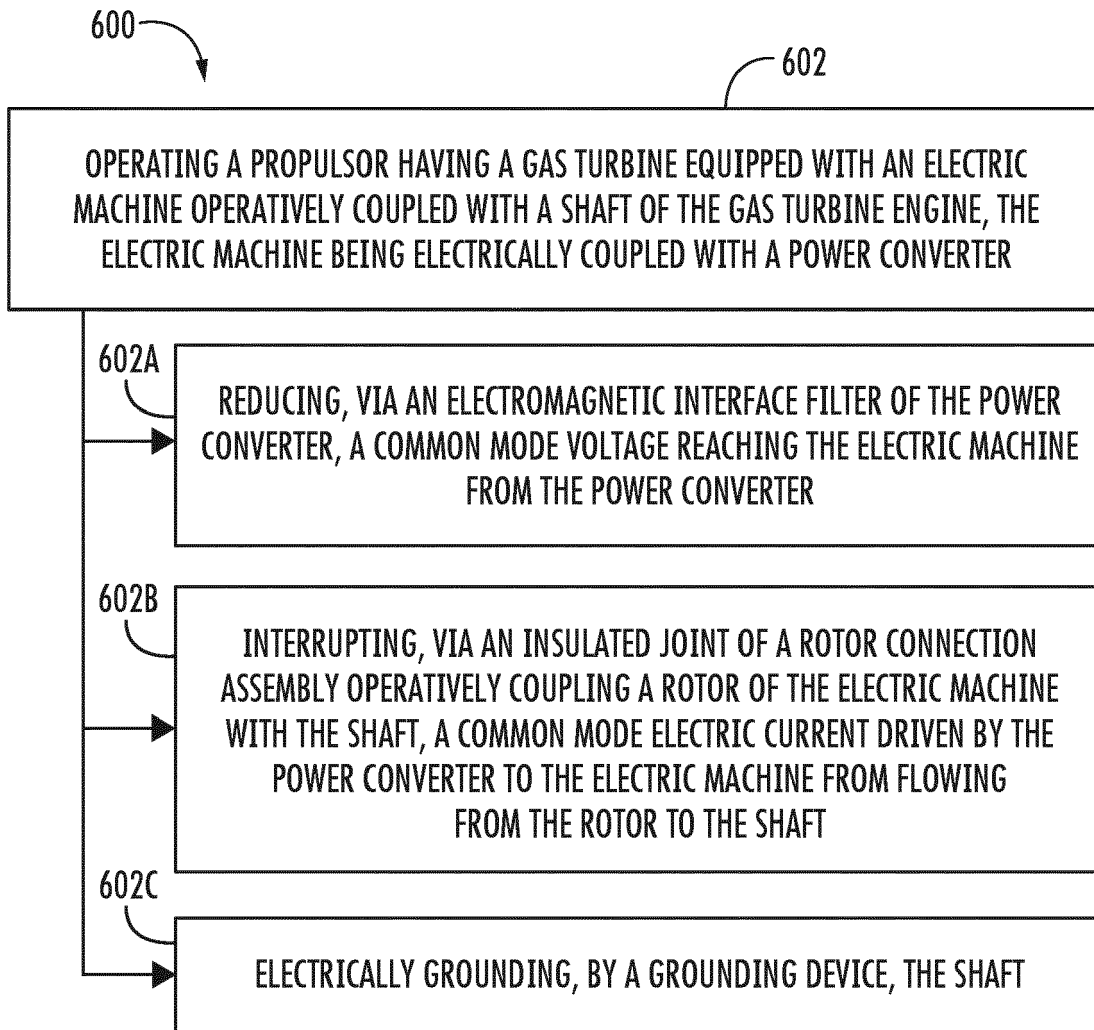 600
602
OPERATING A PROPULSOR HAVING A GAS TURBINE EQUIPPED WITH AN ELECTRIC
MACHINE OPERATIVELY COUPLED WITH A SHAFT OF THE GAS TURBINE ENGINE, THE
ELECTRIC MACHINE BEING ELECTRICALLY COUPLED WITH A POWER CONVERTER
602A
REDUCING, VIA AN ELECTROMAGNETIC INTERFACE FILTER OF THE POWER
CONVERTER, A COMMON MODE VOLTAGE REACHING THE ELECTRIC MACHINE
FROM THE POWER CONVERTER
602B
INTERRUPTING, VIA AN INSULATED JOINT OF A ROTOR CONNECTION
ASSEMBLY OPERATIVELY COUPLING A ROTOR OF THE ELECTRIC MACHINE
WITH THE SHAFT, A COMMON MODE ELECTRIC CURRENT DRIVEN BY THE
POWER CONVERTER TO THE ELECTRIC MACHINE FROM FLOWING
FROM THE ROTOR TO THE SHAFT
602C
ELECTRICALLY GROUNDING, BY A GROUNDING DEVICE, THE SHAFT